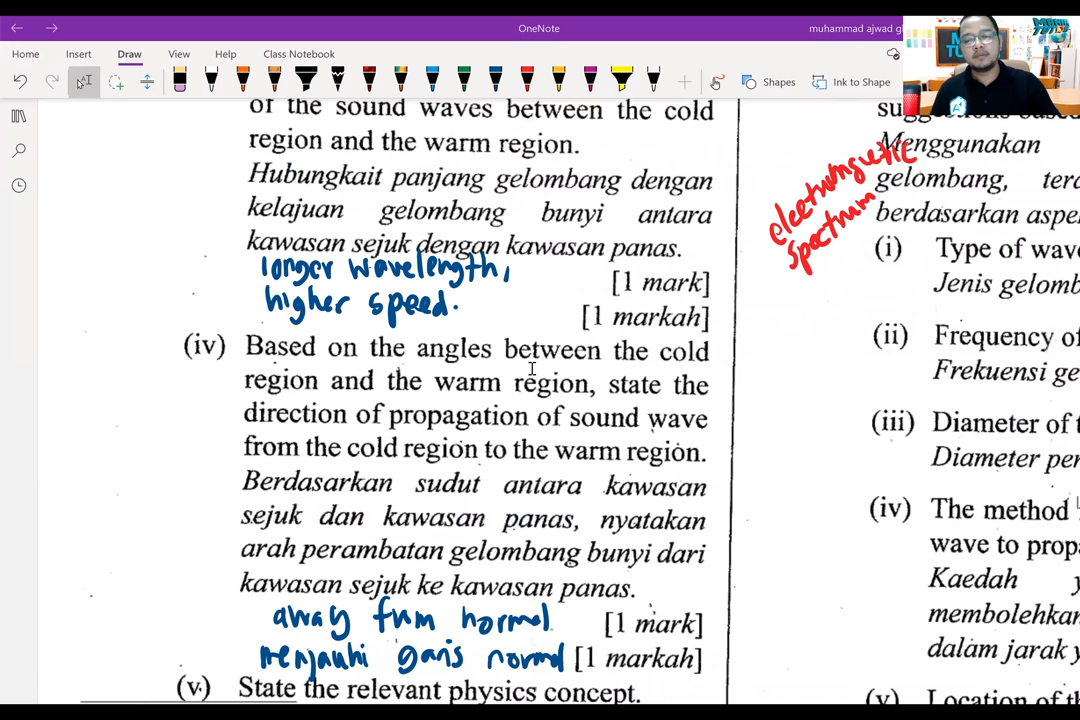 OneNote
muhammad ajwad
Home Insert Draw View Help Class Notebook
Shapes
Ink to Shape
of the sound waves between the cold
region and the warm region.
Hubungkait panjang gelombang dengan
kelajuan gelombang bunyi antara
kawasan sejuk dengan kawasan panas.
longer wavelength,
higher speed.
[1 mark]
[1 markah]
(iv) Based on the angles between the cold
region and the warm region, state the
direction of propagation of sound wave
from the cold region to the warm region.
Berdasarkan sudut antara kawasan
sejuk dan kawasan panas, nyatakan
arah perambatan gelombang bunyi dari
kawasan sejuk ke kawasan panas.
away from normal
[1 mark]
menjauhi garis normal
[1 markah]
(v) State the relevant physics concept.
electromagnetic
spectrum
Menggunakan
gelombang,
berdasarkan
(i) Type of
Jenis
(ii) Frequency
Frekuensi
(iii) Diameter of
Diameter
(iv) The method
wave to
Kaedah
dalam jarak
(v) Location of